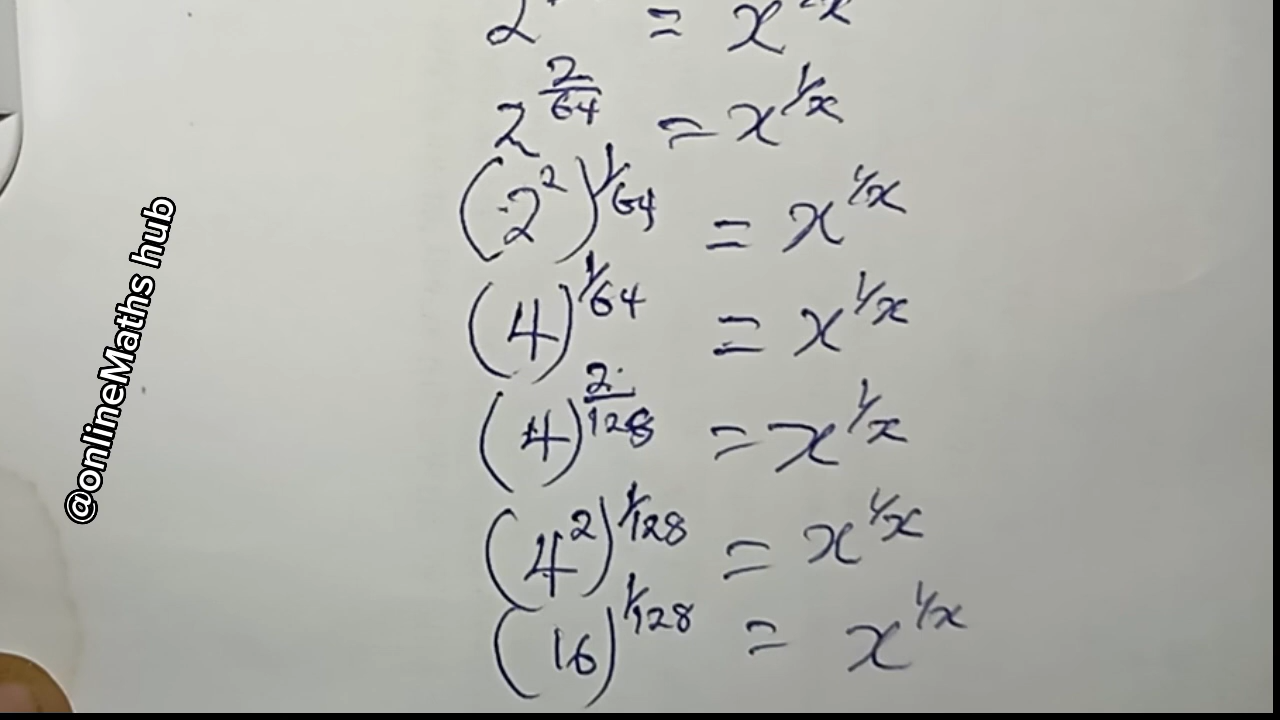 2 = x
2^(2/64) = x^(1/x)
(2^2)^(1/64) = x^(1/x)
(4)^(1/64) = x^(1/x)
(4)^(2/128) = x^(1/x)
(4^2)^(1/128) = x^(1/x)
(16)^(1/128) = x^(1/x)
@onlineMaths hub